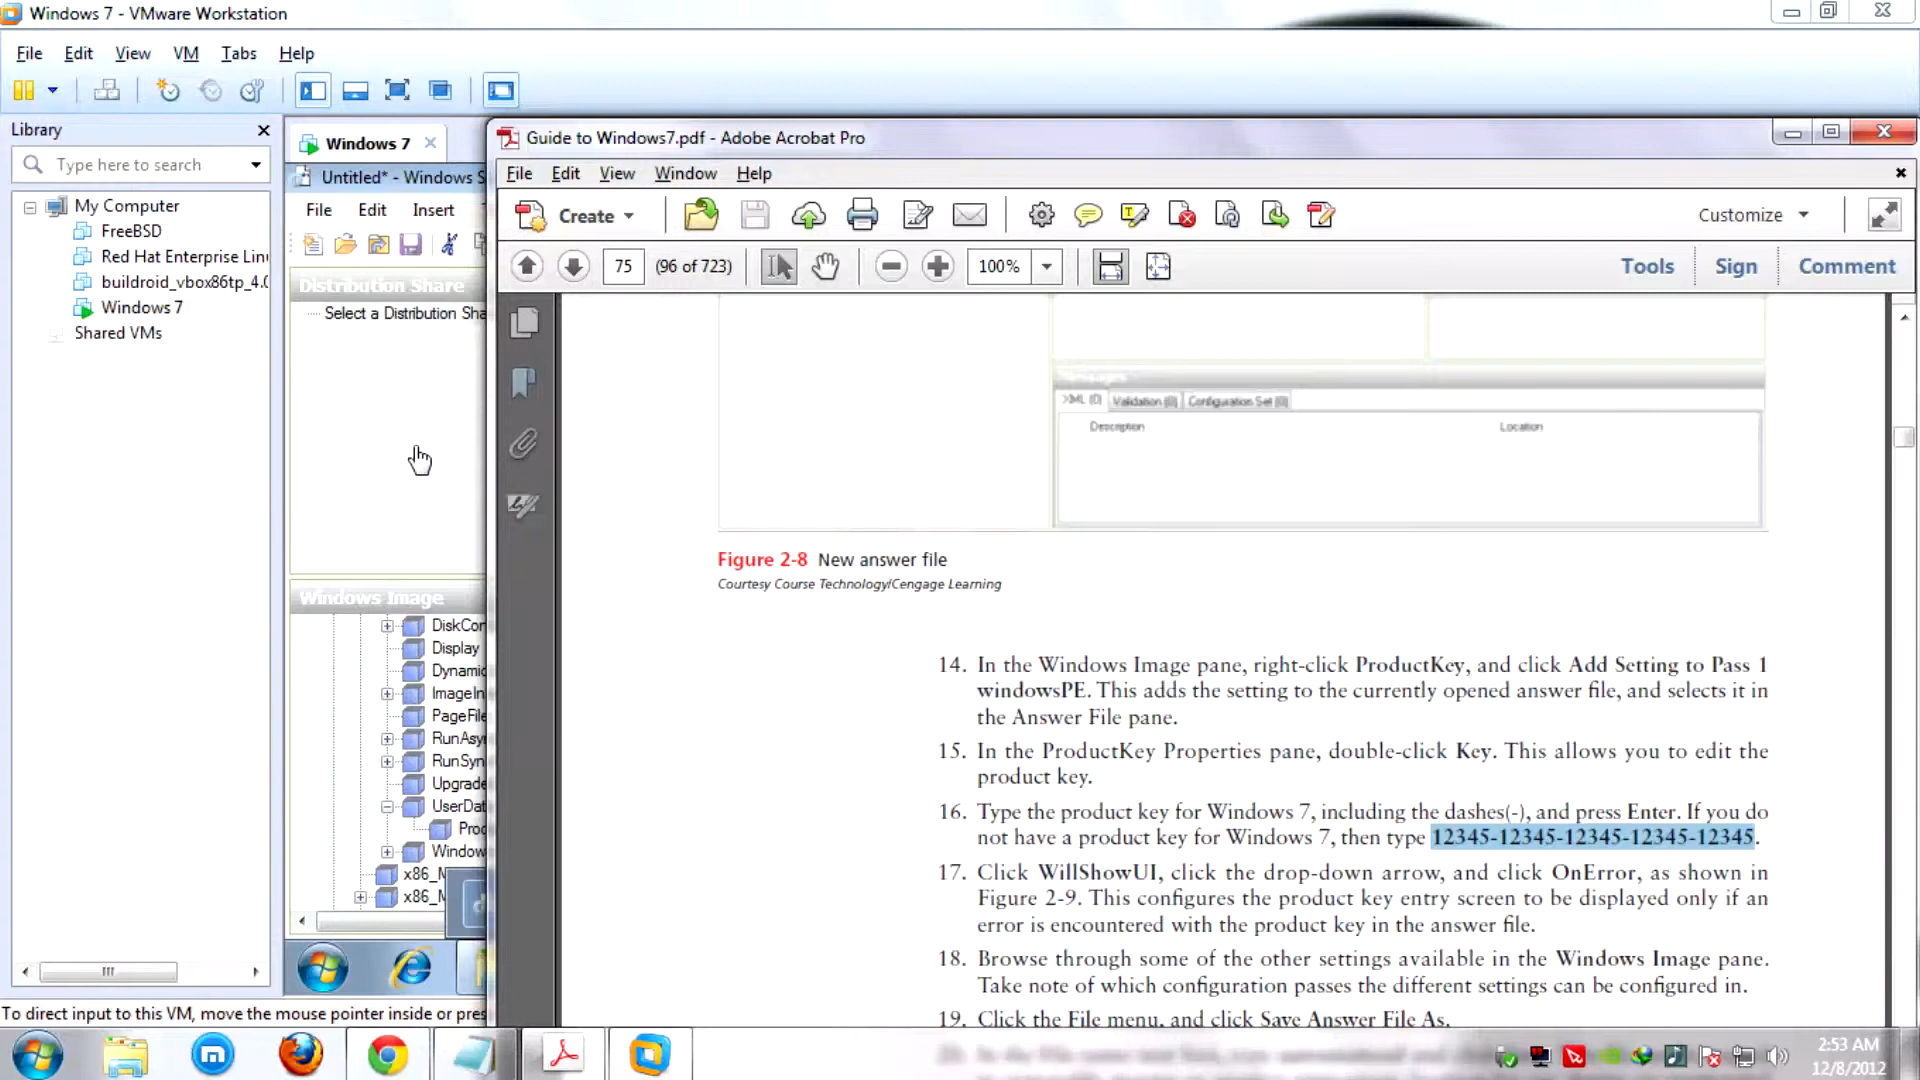 Windows 7 - VMware Workstation
File Edit View VM Tabs Help
Library
Type here to search
My Computer
FreeBSD
Red Hat Enterprise Linu
buildroid_vbox86tp_4.0
Windows 7
Shared VMs
Windows 7
Untitled* - Windows S
File Edit Insert
Distribution Share
Select a Distribution Sha
Windows Image
DiskCon
Display
Dynamic
ImageIn
PageFile
RunAsy
RunSyn
Upgrade
UserDat
Proc
Window
x86_M
x86_M
To direct input to this VM, move the mouse pointer inside or pres
Guide to Windows7.pdf - Adobe Acrobat Pro
File Edit View Window Help
Create
Customize
75 (96 of 723)
100%
Tools Sign Comment
XML (0) Validation (0) Configuration Set (0)
Description Location
Figure 2-8 New answer file
Courtesy Course Technology/Cengage Learning
14. In the Windows Image pane, right-click ProductKey, and click Add Setting to Pass 1
windowsPE. This adds the setting to the currently opened answer file, and selects it in
the Answer File pane.
15. In the ProductKey Properties pane, double-click Key. This allows you to edit the
product key.
16. Type the product key for Windows 7, including the dashes(-), and press Enter. If you do
not have a product key for Windows 7, then type 12345-12345-12345-12345-12345.
17. Click WillShowUI, click the drop-down arrow, and click OnError, as shown in
Figure 2-9. This configures the product key entry screen to be displayed only if an
error is encountered with the product key in the answer file.
18. Browse through some of the other settings available in the Windows Image pane.
Take note of which configuration passes the different settings can be configured in.
19. Click the File menu, and click Save Answer File As.
2:53 AM
12/8/2012